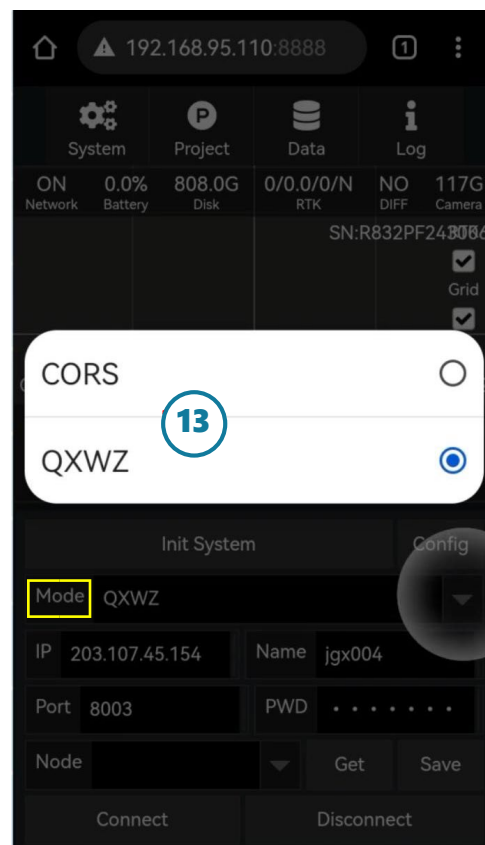 192.168.95.110:8888 1
System Project Data Log
ON 0.0% 808.0G 0/0.0/0/N NO 117G
Network Battery Disk RTK DIFF Camera
Grid
CORS
13
QXWZ
Init System Config
Mode QXWZ
IP 203.107.45.154 Name jgx004
Port 8003 PWD
Node Get Save
Connect Disconnect